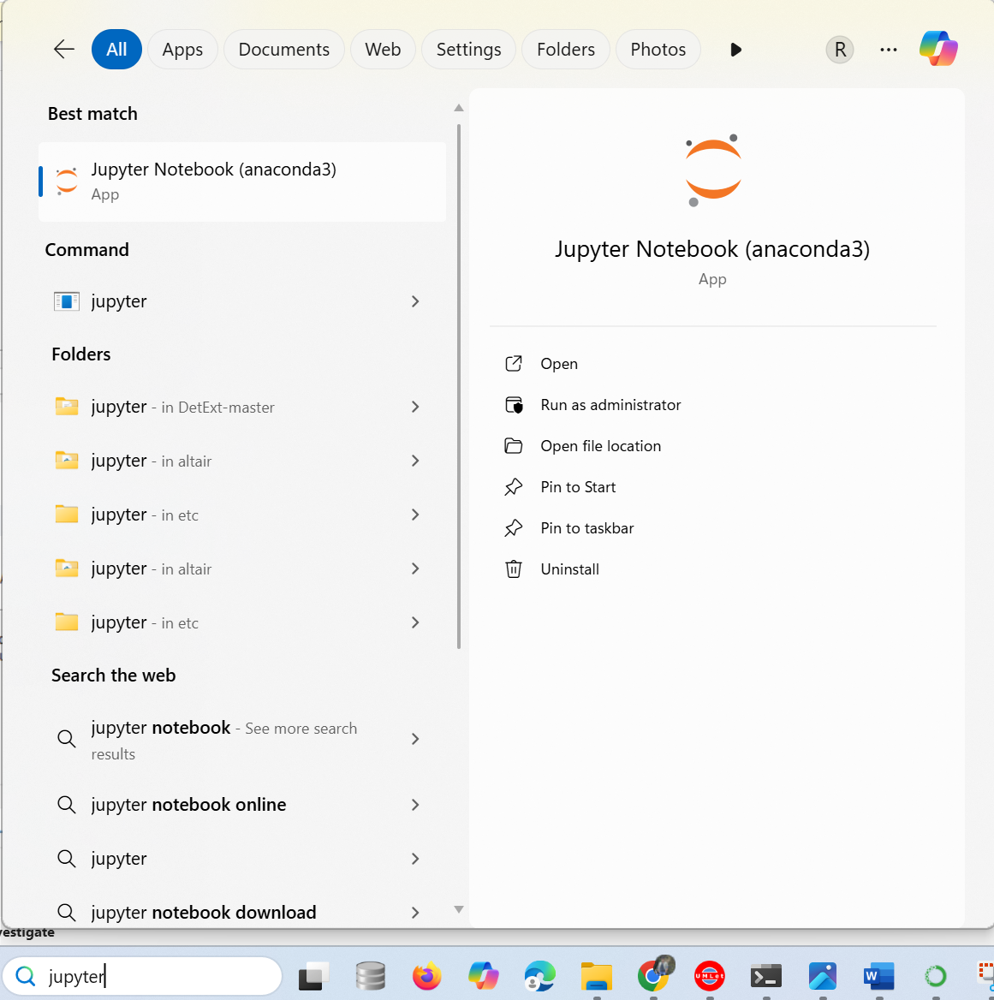 All Apps Documents Web Settings Folders Photos R
Best match
Jupyter Notebook (anaconda3)
App
Command
jupyter
Folders
jupyter - in DetExt-master
jupyter - in altair
jupyter - in etc
jupyter - in altair
jupyter - in etc
Search the web
jupyter notebook - See more search
results
jupyter notebook online
jupyter
jupyter notebook download
Jupyter Notebook (anaconda3)
App
Open
Run as administrator
Open file location
Pin to Start
Pin to taskbar
Uninstall
vestigate
jupyter
UMLet
W